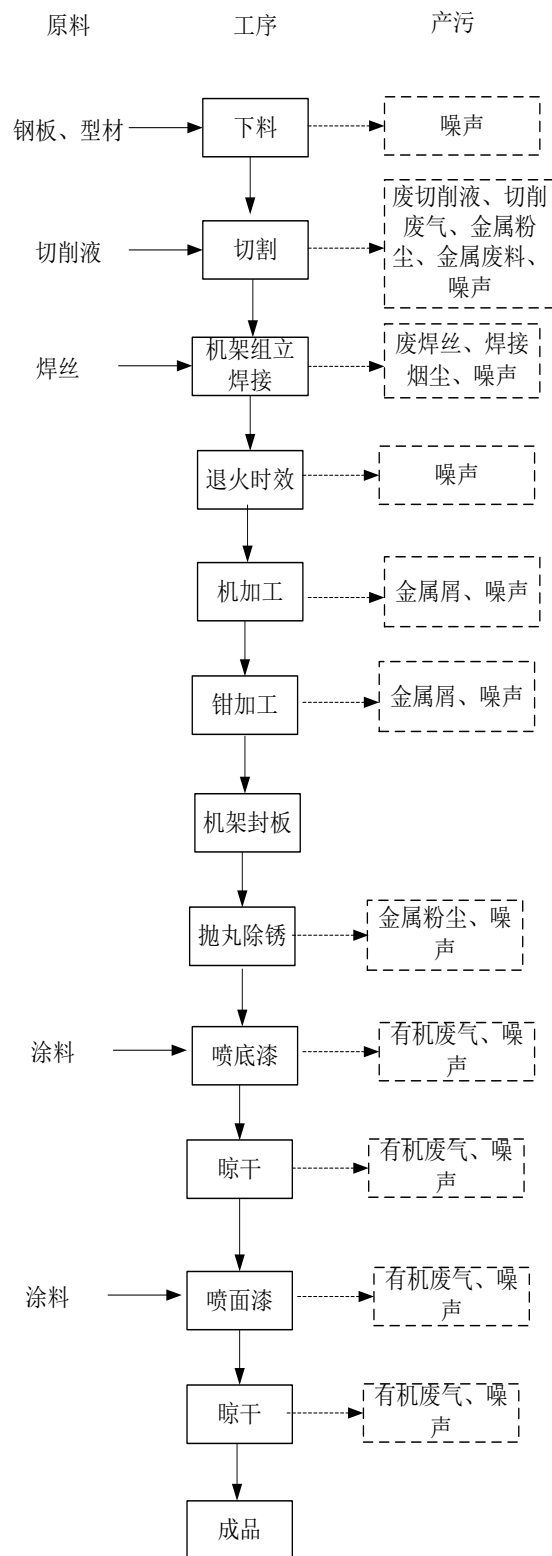 原料 工序 产污
钢板、型材 下料 噪声
切削液 切割 废切削液、切削
废气、金属粉
尘、金属废料、
噪声
焊丝 机架组立
焊接 废焊丝、焊接
烟尘、噪声
退火时效 噪声
机加工 金属屑、噪声
钳加工 金属屑、噪声
机架封板
抛丸除锈 金属粉尘、噪
声
涂料 喷底漆 有机废气、噪
声
晾干 有机废气、噪
声
涂料 喷面漆 有机废气、噪
声
晾干 有机废气、噪
声
成品